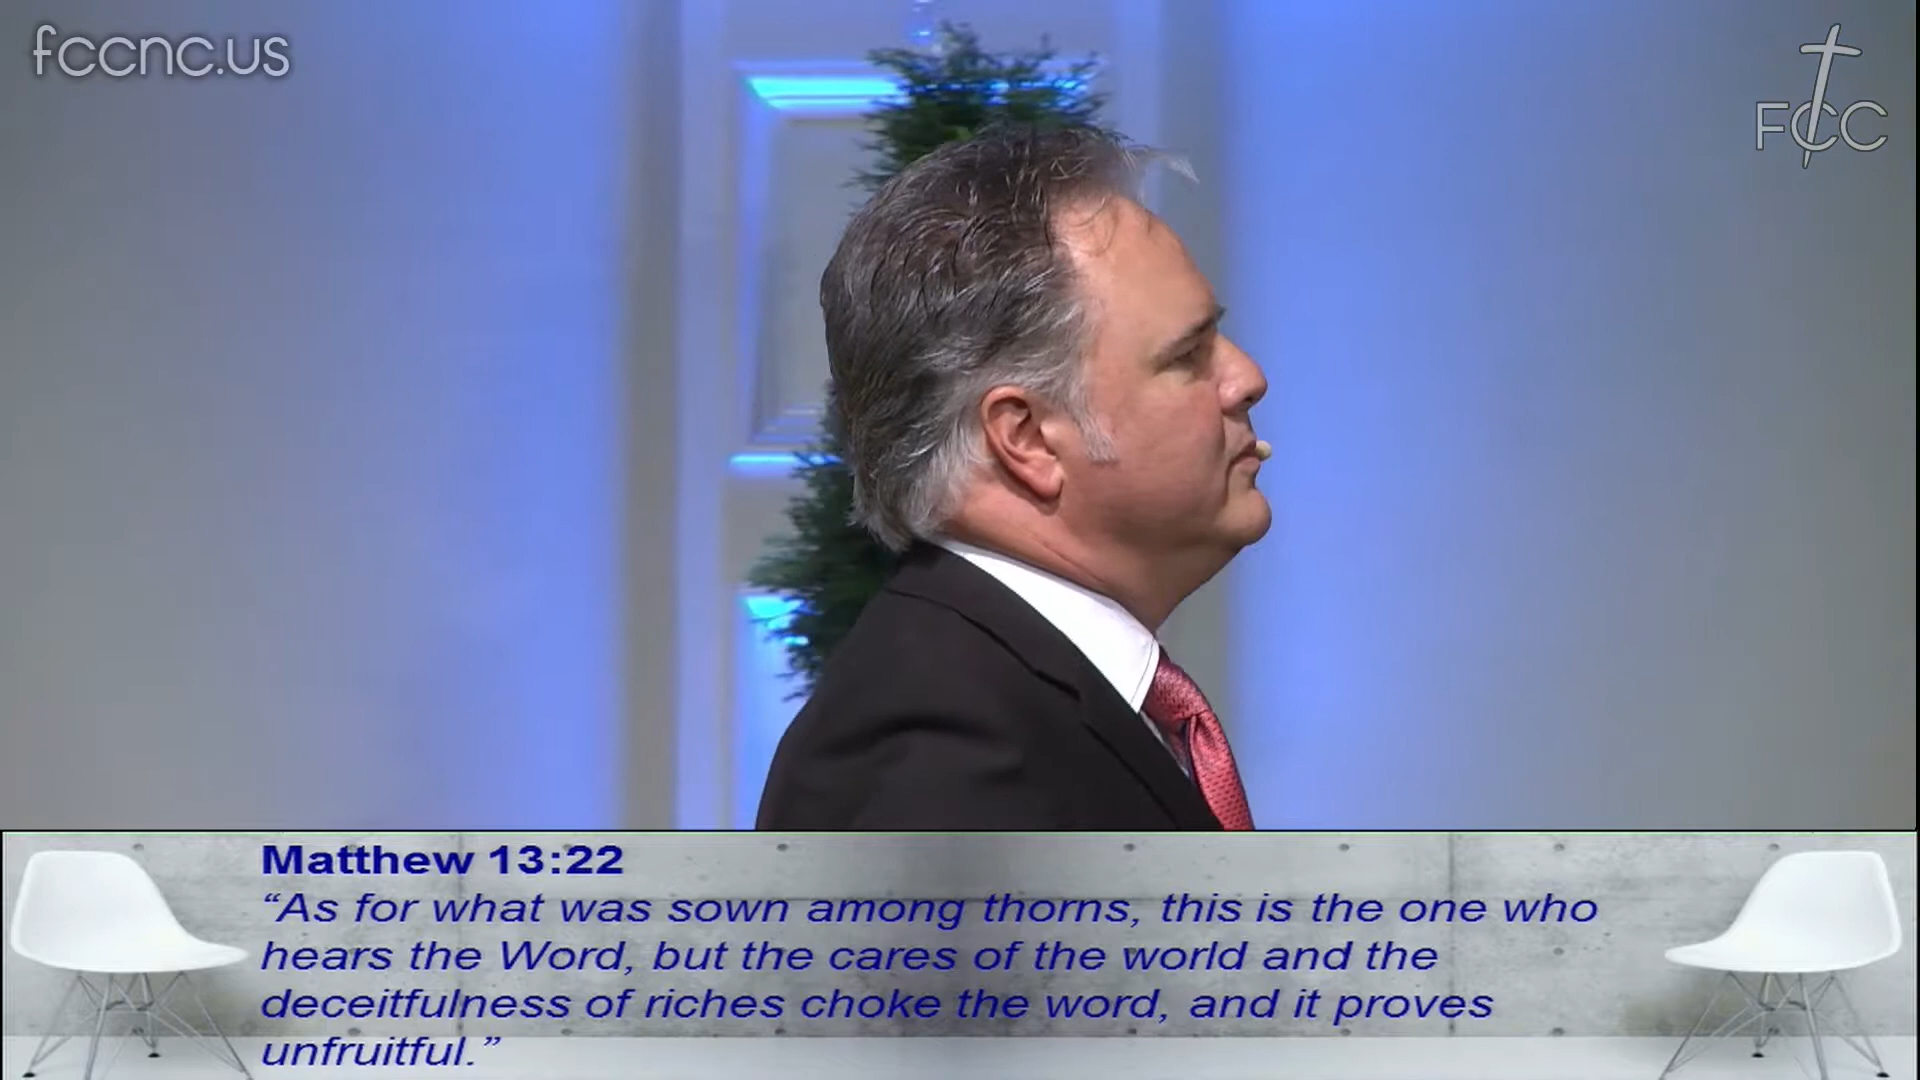 fccnc.us
FCC
Matthew 13:22
“As for what was sown among thorns, this is the one who
hears the Word, but the cares of the world and the
deceitfulness of riches choke the word, and it proves
unfruitful.”